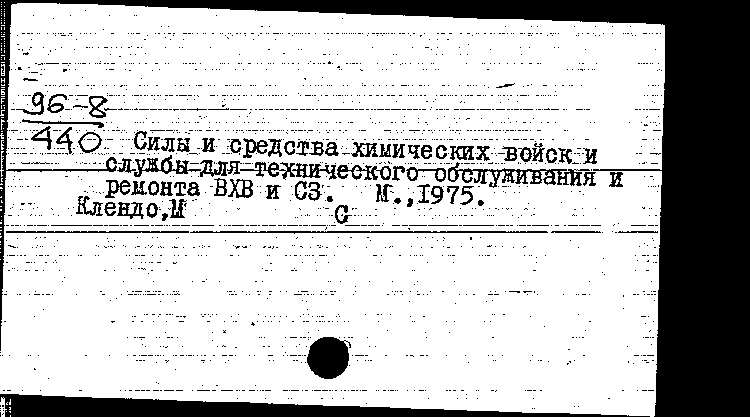 96-8
440
Силы и средства химических войск и
службы для технического обслуживания и
ремонта ВХВ и СЗ. М.,1975.
Клендо,М С